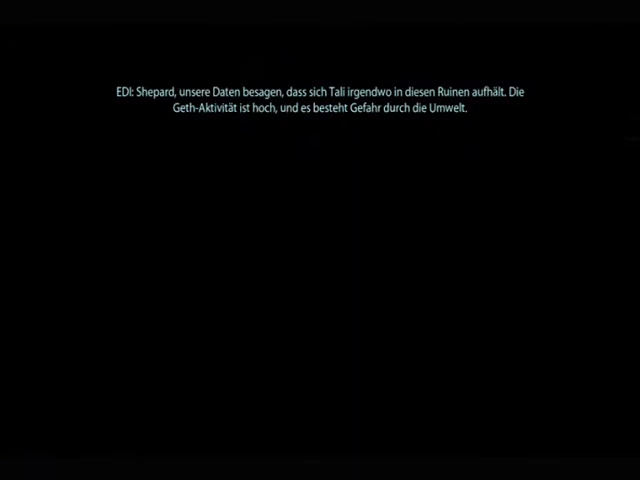 EDI: Shepard, unsere Daten besagen, dass sich Tali irgendwo in diesen Ruinen aufhält. Die
Geth-Aktivität ist hoch, und es besteht Gefahr durch die Umwelt.